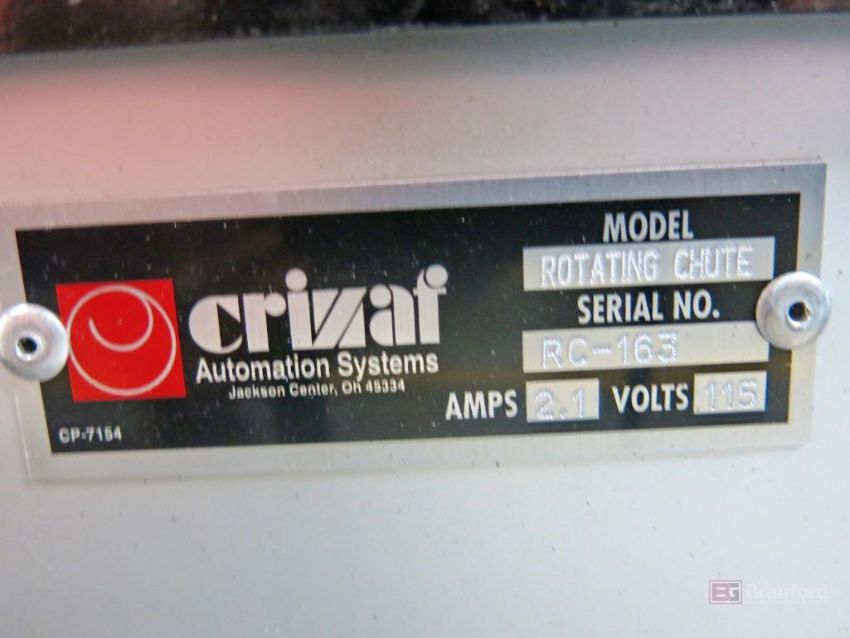 crizaf
Automation Systems
Jackson Center, Oh 45334
CP-7154
MODEL
ROTATING CHUTE
SERIAL NO.
RC-163
AMPS 2.1 VOLTS 115
BG Branford